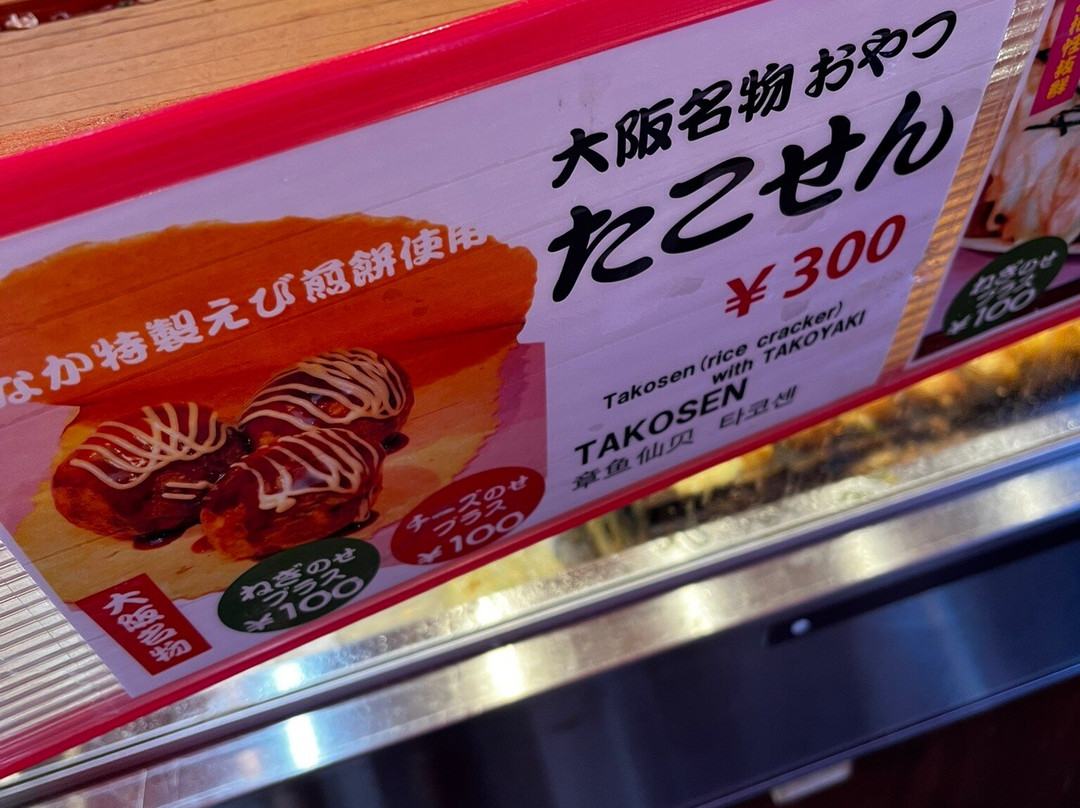 大阪名物 おやつ
たこせん
¥300
Takosen (rice cracker)
with TAKOYAKI
TAKOSEN
章鱼仙贝 타코센
なか特製えび煎餅使用
チーズのせ
プラス
¥100
ねぎのせ
プラス
¥100
大阪名物
ねぎのせ
プラス
¥100